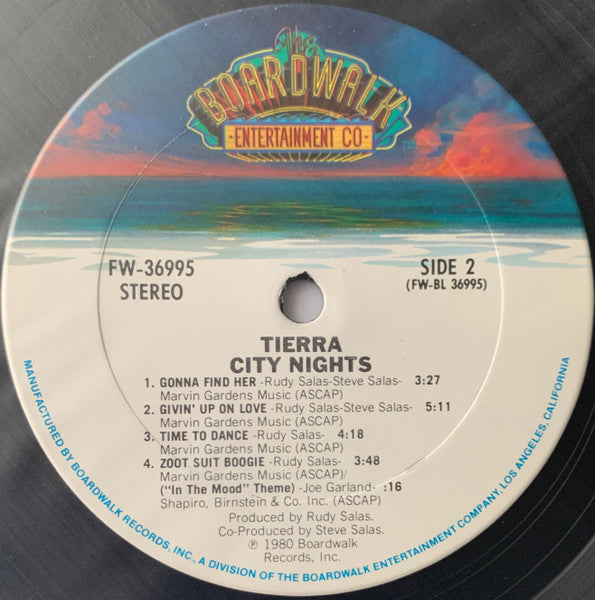 The
BOARDWALK
·ENTERTAINMENT CO·
FW-36995
STEREO
SIDE 2
(FW-BL 36995)
TIERRA
CITY NIGHTS
1. GONNA FIND HER -Rudy Salas-Steve Salas- 3:27
Marvin Gardens Music (ASCAP)
2. GIVIN' UP ON LOVE -Rudy Salas-Steve Salas-
Marvin Gardens Music (ASCAP) 5:11
3. TIME TO DANCE -Rudy Salas- 4:18
Marvin Gardens Music (ASCAP)
4. ZOOT SUIT BOOGIE -Rudy Salas- 3:48
Marvin Gardens Music (ASCAP)/
("In The Mood" Theme) -Joe Garland- :16
Shapiro, Birnstein & Co. Inc. (ASCAP)
Produced by Rudy Salas.
Co-Produced by Steve Salas.
℗ 1980 Boardwalk
Records, Inc.
MANUFACTURED BY BOARDWALK RECORDS, INC., A DIVISION OF THE BOARDWALK ENTERTAINMENT COMPANY, LOS ANGELES, CALIFORNIA